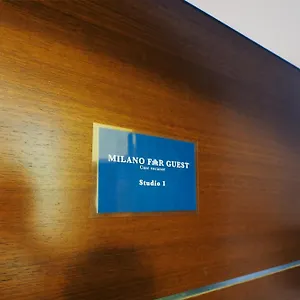 MILANO FOR GUEST
Case vacanze
Studio 1